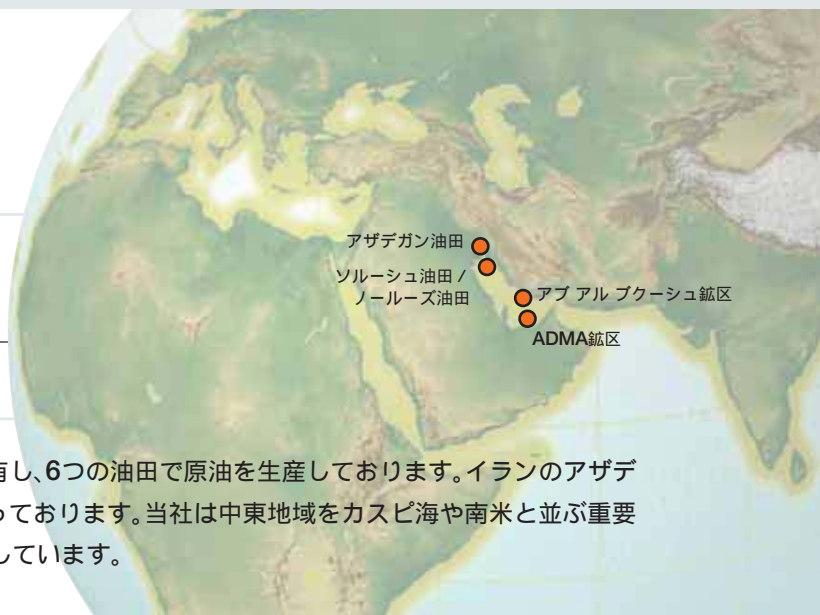 アザデガン油田
ソルーシュ油田 /
ノールーズ油田
アブ アル ブクーシュ鉱区
ADMA鉱区
有し、6つの油田で原油を生産しております。イランのアザデ
っております。当社は中東地域をカスピ海や南米と並ぶ重要
しています。